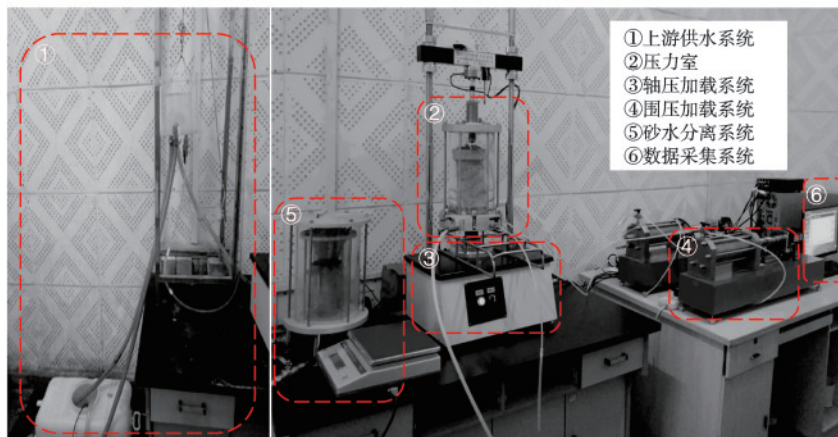 ①上游供水系统
②压力室
③轴压加载系统
④围压加载系统
⑤砂水分离系统
⑥数据采集系统
①
②
⑤
③
④
⑥